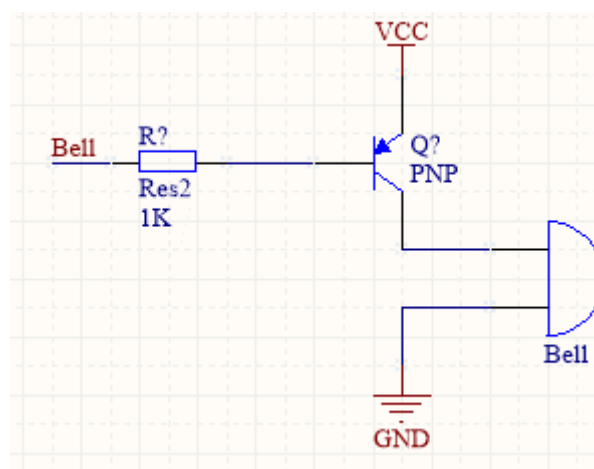 VCC
R?
Bell
Q?
PNP
Res2
1K
Bell
GND